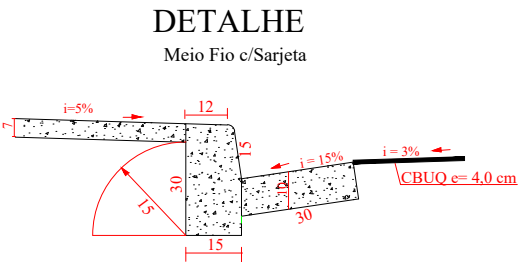 DETALHE
Meio Fio c/Sarjeta
i=5%
12
7
15
i = 15%
i = 3%
30
15
CBUQ e= 4,0 cm
30
15